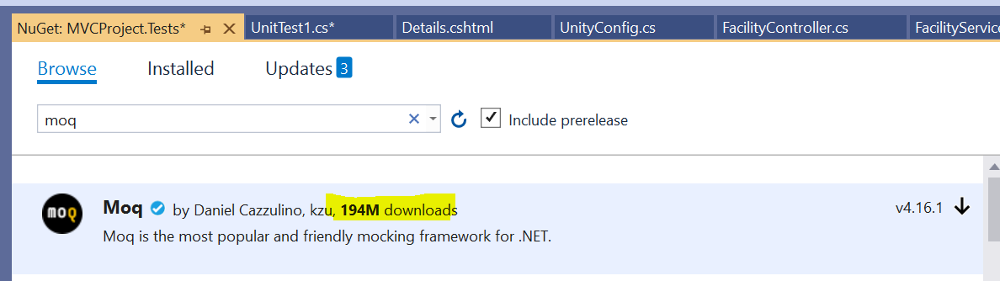 NuGet: MVCProject.Tests* UnitTest1.cs* Details.cshtml UnityConfig.cs FacilityController.cs FacilityService
Browse Installed Updates 3
moq Include prerelease
moq Moq by Daniel Cazzulino, kzu, 194M downloads v4.16.1
Moq is the most popular and friendly mocking framework for .NET.